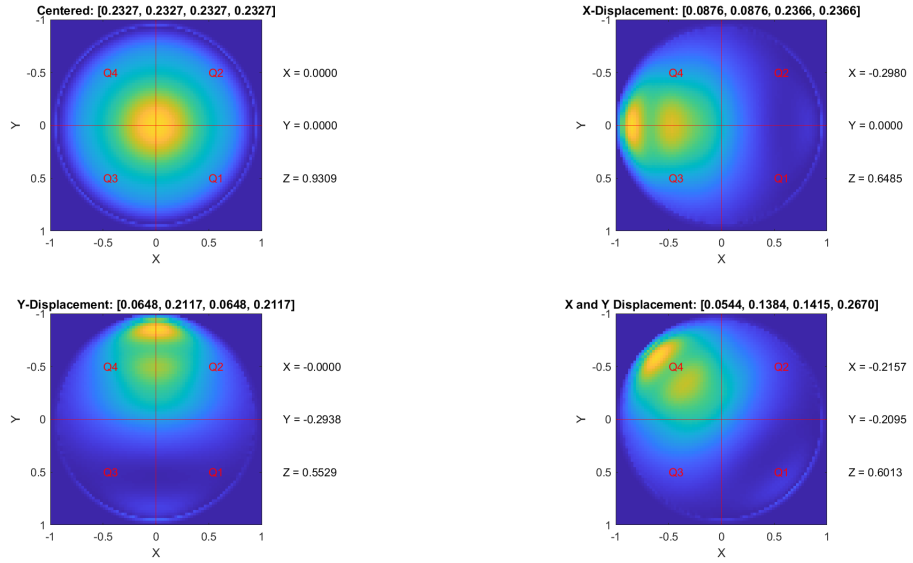 Centered: [0.2327, 0.2327, 0.2327, 0.2327]
-1
-0.5
0
0.5
1
Y
Q4
Q2
Q3
Q1
-1
-0.5
0
0.5
1
X
X = 0.0000
Y = 0.0000
Z = 0.9309
X-Displacement: [0.0876, 0.0876, 0.2366, 0.2366]
-1
-0.5
0
0.5
1
Y
Q4
Q2
Q3
Q1
-1
-0.5
0
0.5
1
X
X = -0.2980
Y = 0.0000
Z = 0.6485
Y-Displacement: [0.0648, 0.2117, 0.0648, 0.2117]
-1
-0.5
0
0.5
1
Y
Q4
Q2
Q3
Q1
-1
-0.5
0
0.5
1
X
X = -0.0000
Y = -0.2938
Z = 0.5529
X and Y Displacement: [0.0544, 0.1384, 0.1415, 0.2670]
-1
-0.5
0
0.5
1
Y
Q4
Q2
Q3
Q1
-1
-0.5
0
0.5
1
X
X = -0.2157
Y = -0.2095
Z = 0.6013